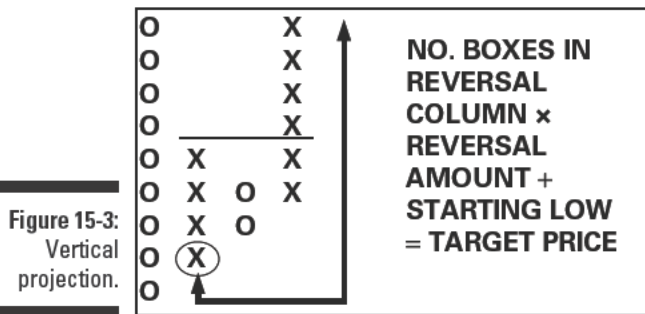 O X
O X
O X
O X
O X X
O X O X
O X O
O X
O
NO. BOXES IN
REVERSAL
COLUMN ×
REVERSAL
AMOUNT +
STARTING LOW
= TARGET PRICE
Figure 15-3:
Vertical
projection.